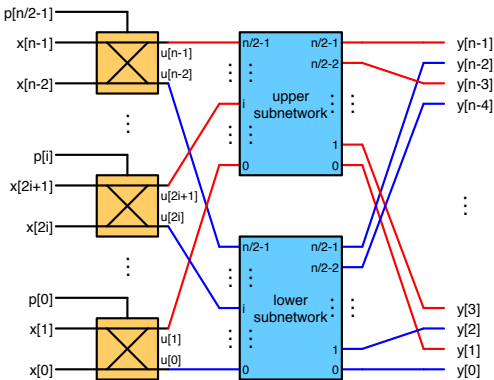 p[n/2-1]
x[n-1]
u[n-1]
x[n-2]
u[n-2]
p[i]
x[2i+1]
u[2i+1]
x[2i]
u[2i]
p[0]
x[1]
u[1]
x[0]
u[0]
n/2-1
i
0
upper
subnetwork
n/2-1
n/2-2
1
0
n/2-1
i
0
lower
subnetwork
n/2-1
n/2-2
1
0
y[n-1]
y[n-2]
y[n-3]
y[n-4]
y[3]
y[2]
y[1]
y[0]